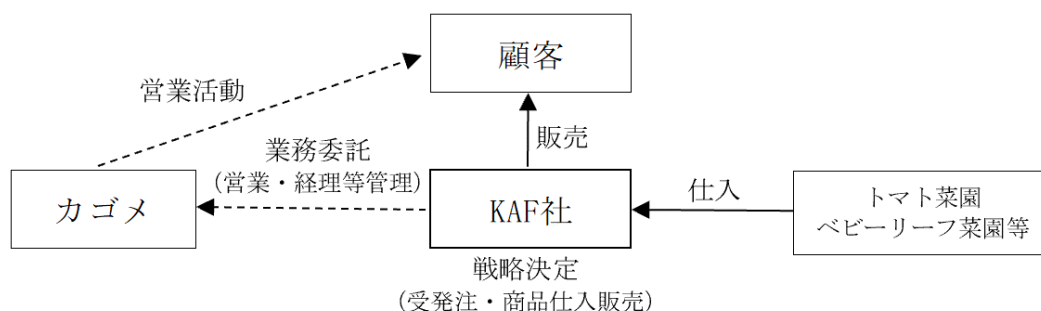 顧客
営業活動
販売
業務委託
（営業・経理等管理）
カゴメ
KAF社
仕入
トマト菜園
ベビーリーフ菜園等
戦略決定
（受発注・商品仕入販売）